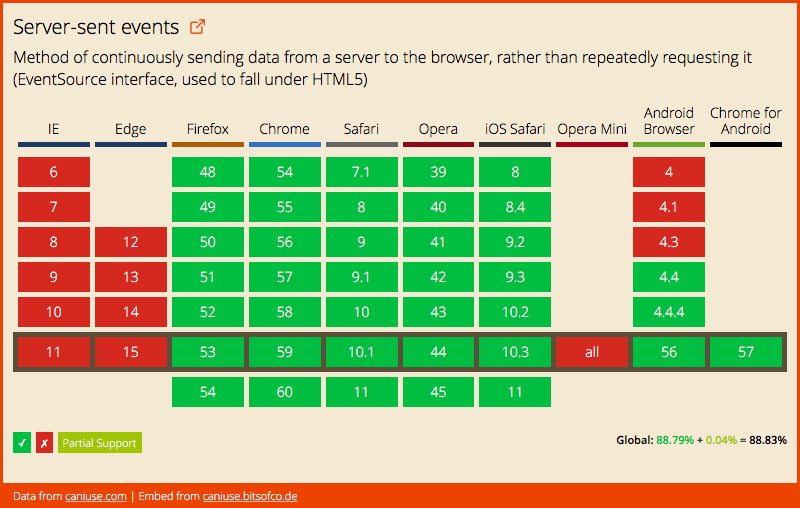 Server-sent events
Method of continuously sending data from a server to the browser, rather than repeatedly requesting it
(EventSource interface, used to fall under HTML5)
IE Edge Firefox Chrome Safari Opera iOS Safari Opera Mini Android Browser Chrome for Android
6 48 54 7.1 39 8 4
7 49 55 8 40 8.4 4.1
8 12 50 56 9 41 9.2 4.3
9 13 51 57 9.1 42 9.3 4.4
10 14 52 58 10 43 10.2 4.4.4
11 15 53 59 10.1 44 10.3 all 56 57
54 60 11 45 11
✓ ✗ Partial Support Global: 88.79% + 0.04% = 88.83%
Data from caniuse.com | Embed from caniuse.bitsofco.de